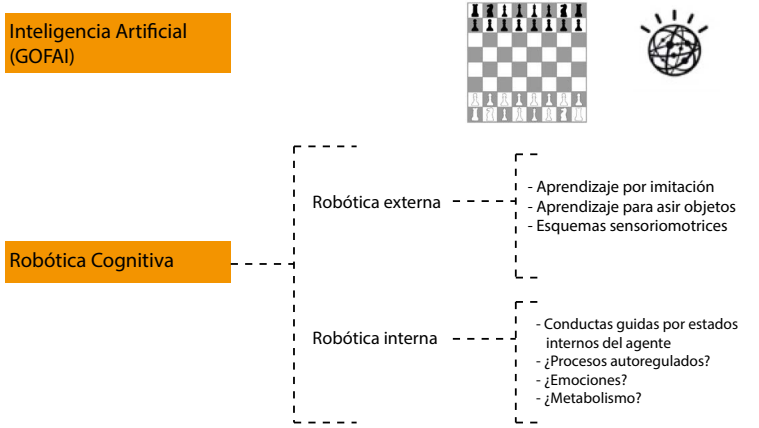 Inteligencia Artificial
(GOFAI)
Robótica externa
- Aprendizaje por imitación
- Aprendizaje para asir objetos
- Esquemas sensoriomotrices
Robótica Cognitiva
Robótica interna
- Conductas guidas por estados
internos del agente
- ¿Procesos autoregulados?
- ¿Emociones?
- ¿Metabolismo?